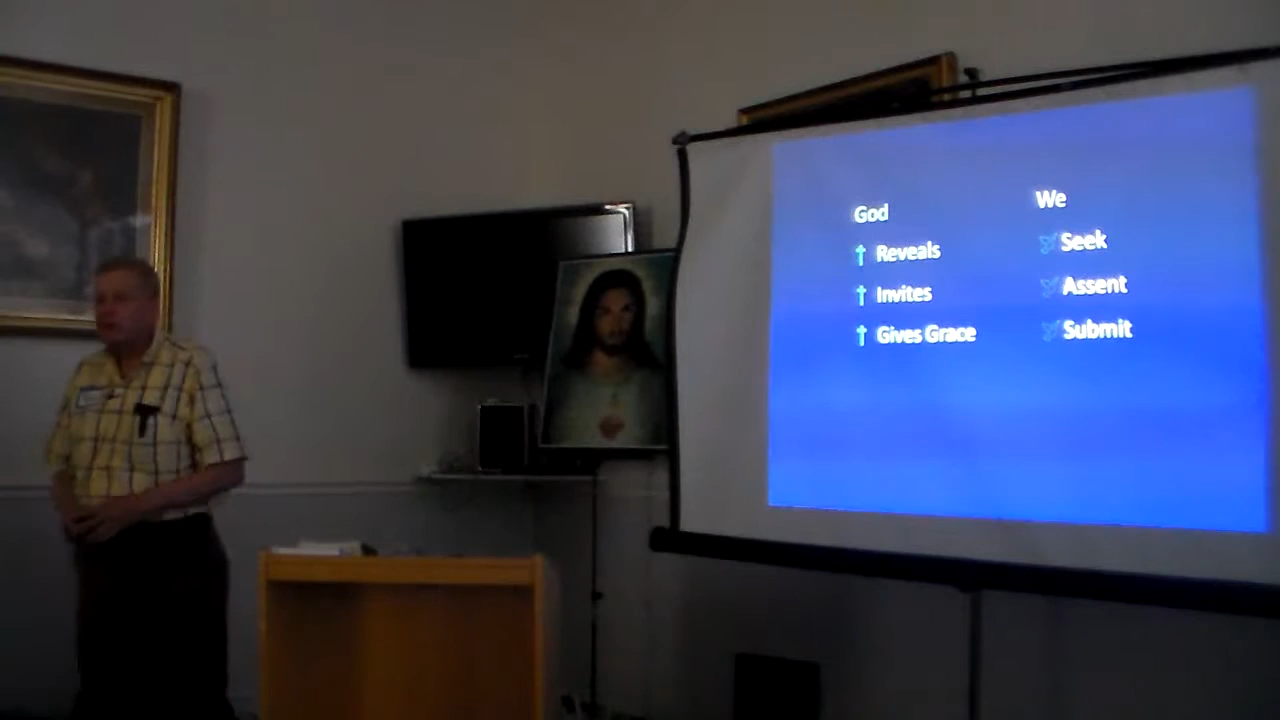 God
Reveals
Invites
Gives Grace
We
Seek
Assent
Submit